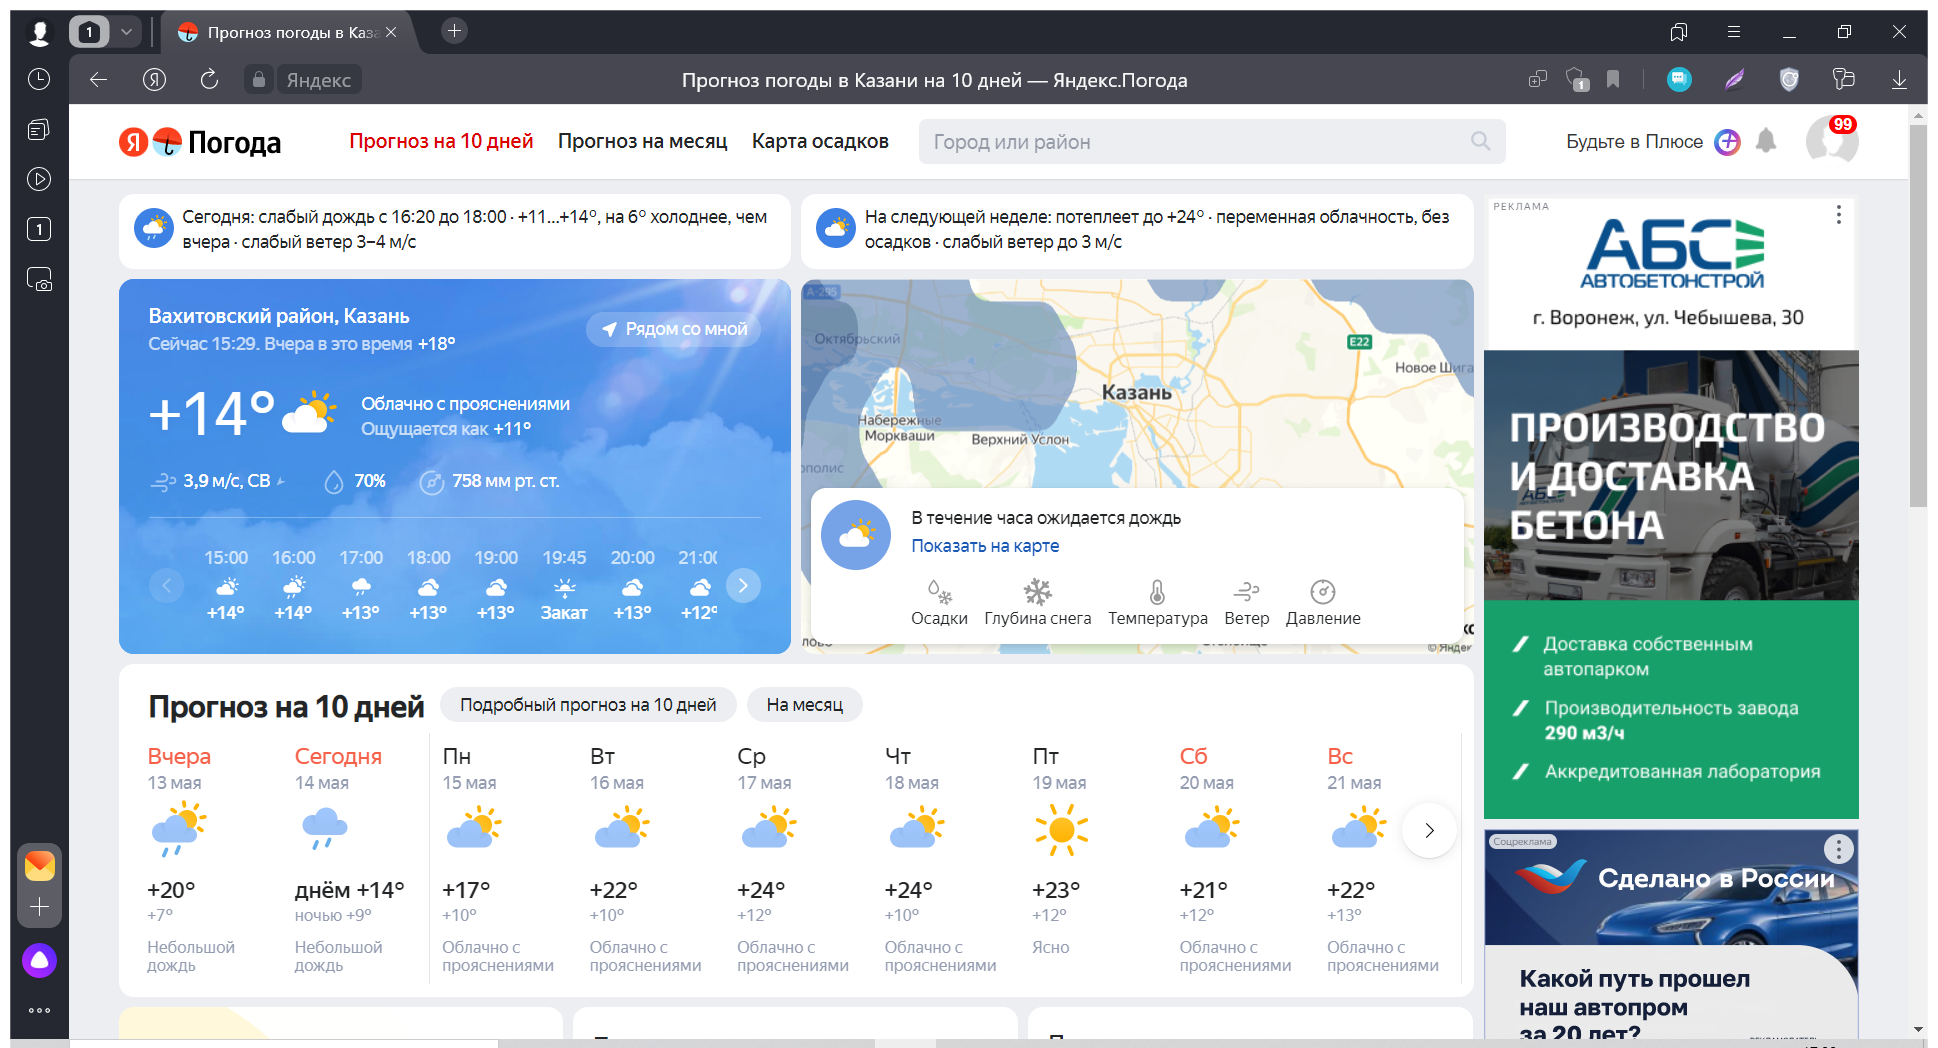 1
Прогноз погоды в Каза
Яндекс
Прогноз погоды в Казани на 10 дней — Яндекс.Погода
1
1
Я Погода
Прогноз на 10 дней
Прогноз на месяц
Карта осадков
Город или район
Будьте в Плюсе
99
Сегодня: слабый дождь с 16:20 до 18:00 · +11...+14°, на 6° холоднее, чем
вчера · слабый ветер 3–4 м/с
На следующей неделе: потеплеет до +24° · переменная облачность, без
осадков · слабый ветер до 3 м/с
Вахитовский район, Казань
Сейчас 15:29. Вчера в это время +18°
Рядом со мной
+14°
Облачно с прояснениями
Ощущается как +11°
3,9 м/с, СВ
70%
758 мм рт. ст.
15:00 16:00 17:00 18:00 19:00 19:45 20:00 21:00
+14° +14° +13° +13° +13° Закат +13° +12°
А-295
Октябрьский
E22
Новое Шига
Казань
Набережные
Моркваши
Верхний Услон
ополис
В течение часа ожидается дождь
Показать на карте
Осадки
Глубина снега
Температура
Ветер
Давление
лово
© Яндек
Прогноз на 10 дней
Подробный прогноз на 10 дней
На месяц
Вчера Сегодня Пн Вт Ср Чт Пт Сб Вс
13 мая 14 мая 15 мая 16 мая 17 мая 18 мая 19 мая 20 мая 21 мая
+20° днём +14° +17° +22° +24° +24° +23° +21° +22°
+7° ночью +9° +10° +10° +12° +10° +12° +12° +13°
Небольшой Небольшой Облачно с Облачно с Облачно с Облачно с Ясно Облачно с Облачно с
дождь дождь прояснениями прояснениями прояснениями прояснениями прояснениями прояснениями
РЕКЛАМА
АБС
АВТОБЕТОНСТРОЙ
г. Воронеж, ул. Чебышева, 30
ПРОИЗВОДСТВО
И ДОСТАВКА
БЕТОНА
Доставка собственным
автопарком
Производительность завода
290 м3/ч
Аккредитованная лаборатория
Соцреклама
Сделано в России
Какой путь прошел
наш автопром
за 20 лет?